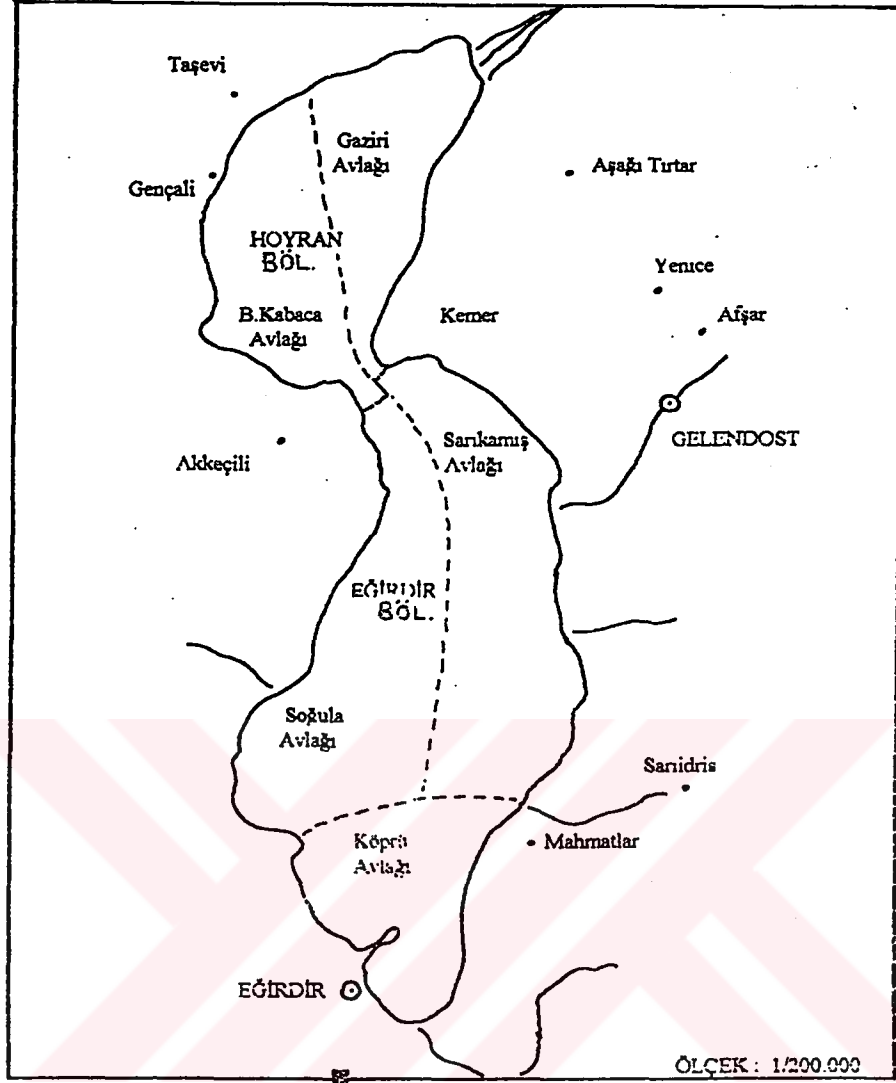 Taşevi
Gaziri
Avlağı
Aşağı Tırtar
Gençali
HOYRAN
BÖL.
Yenice
B.Kabaca
Avlağı
Kemer
Afşar
Sarıkamış
Avlağı
GELENDOST
Akkeçili
EĞİRDİR
BÖL.
Soğula
Avlağı
Sarıidris
Köprü
Avlağı
Mahmatlar
EĞİRDİR
ÖLÇEK : 1/200.000